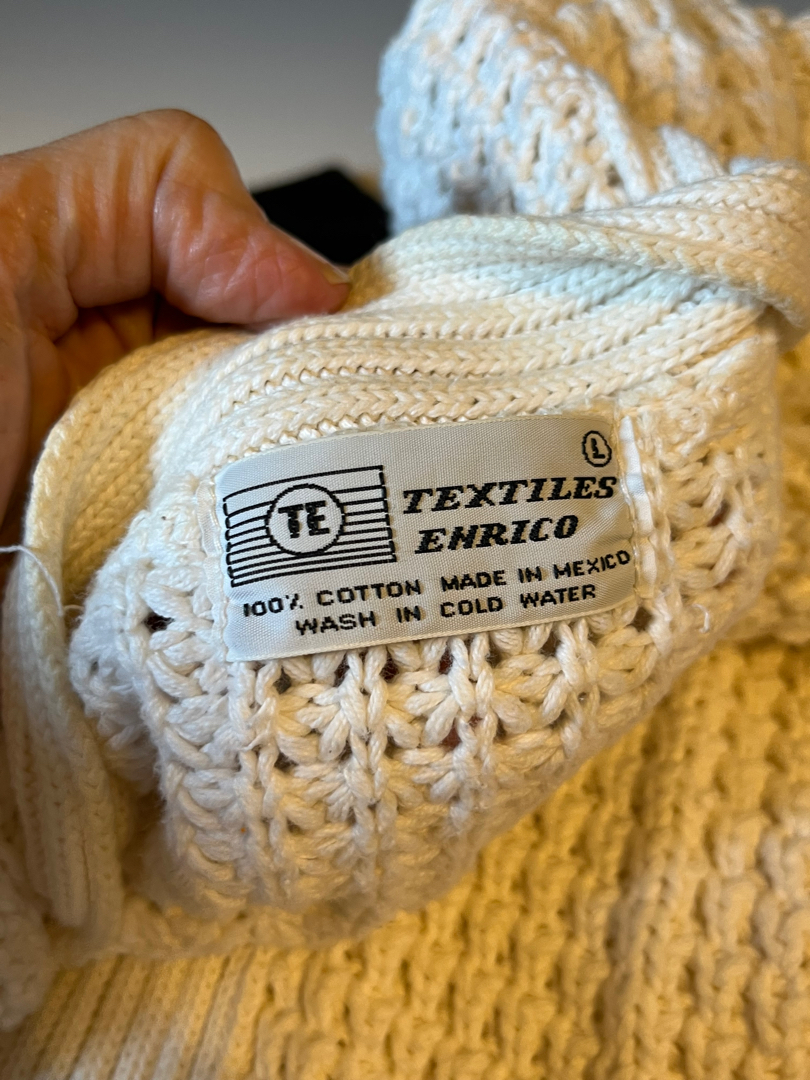 L
TE
TEXTILES
ENRICO
100% COTTON MADE IN MEXICO
WASH IN COLD WATER